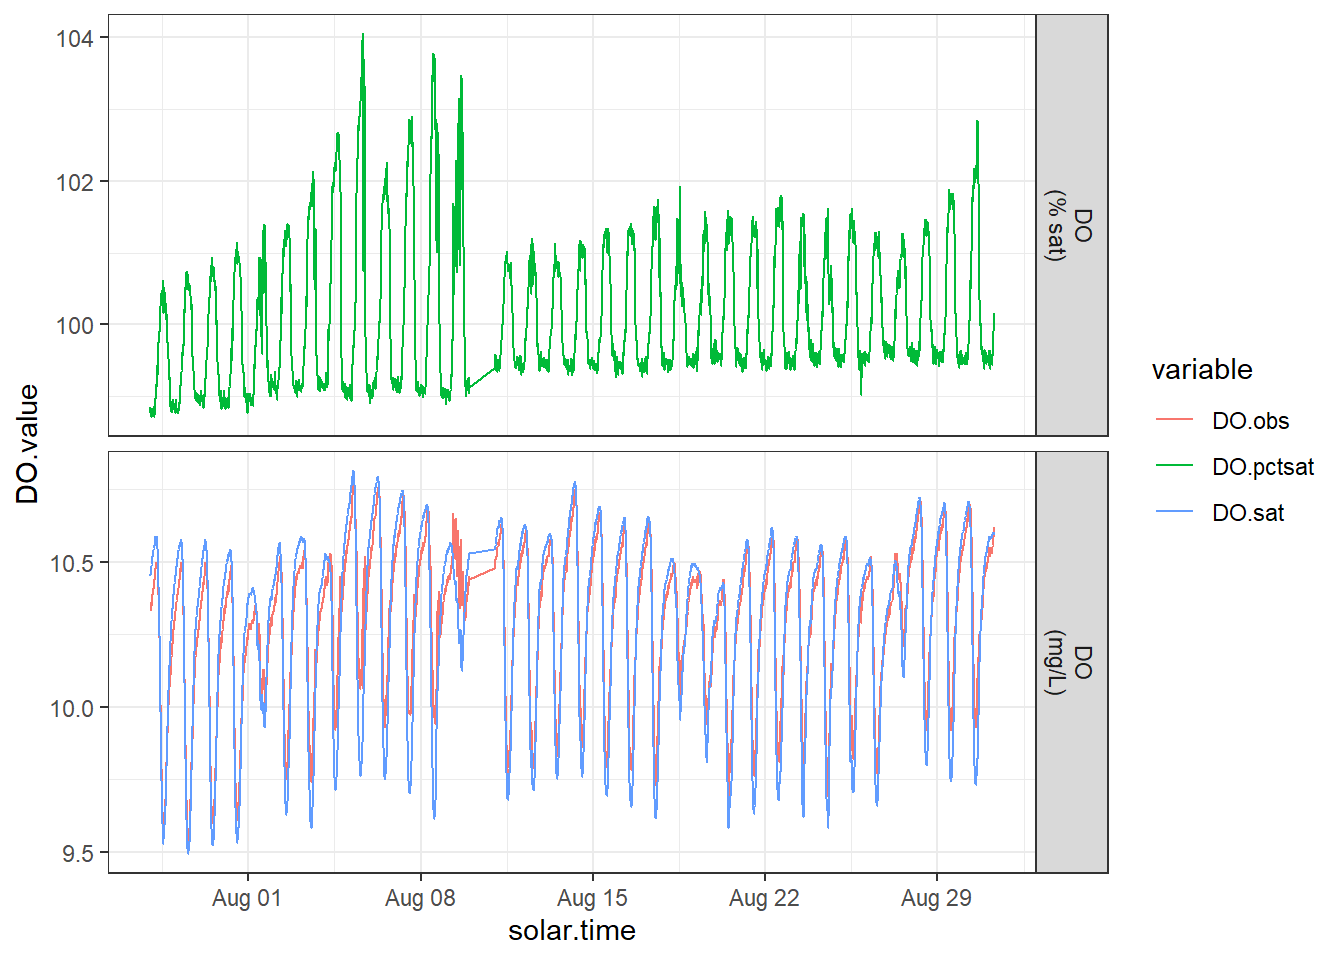 DO.value
104
102
100
DO
(% sat)
10.5
10.0
9.5
DO
(mg/L)
Aug 01
Aug 08
Aug 15
Aug 22
Aug 29
solar.time
variable
DO.obs
DO.pctsat
DO.sat